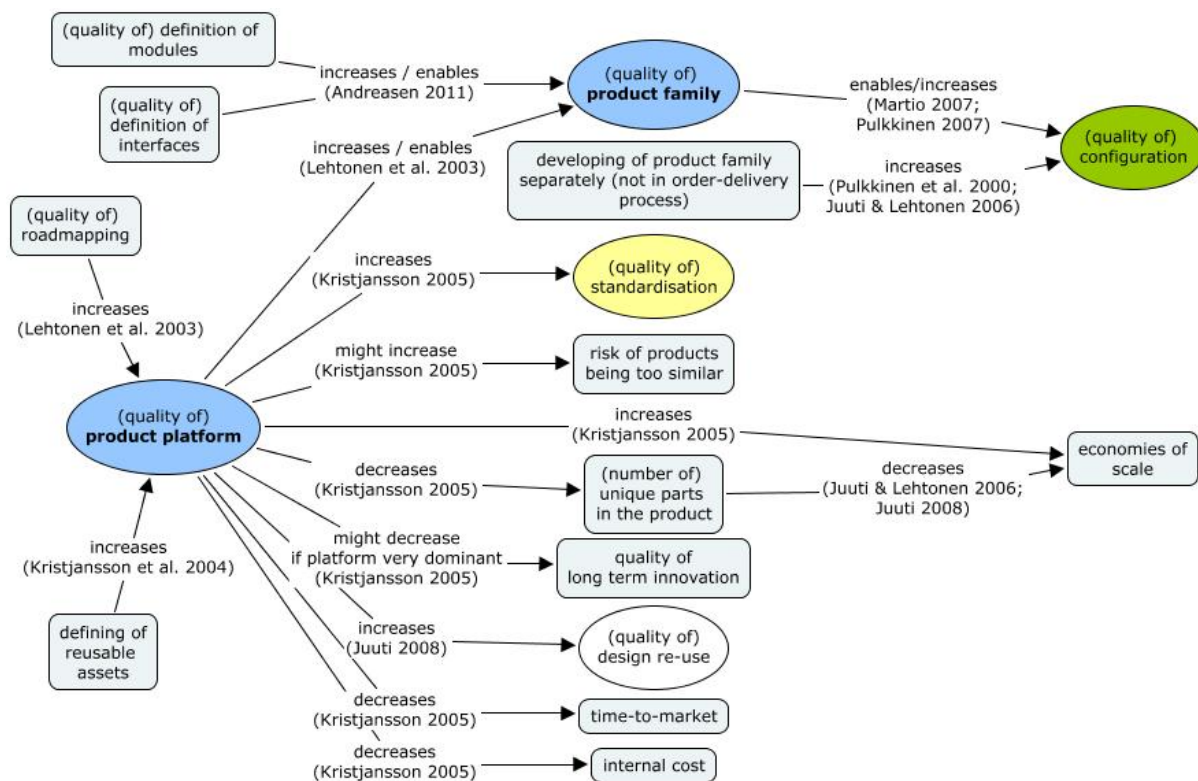 (quality of) definition of
modules
increases / enables
(Andreasen 2011)
(quality of)
definition of
interfaces
(quality of)
product family
enables/increases
(Martio 2007;
Pulkkinen 2007)
(quality of)
configuration
increases / enables
(Lehtonen et al. 2003)
developing of product family
separately (not in order-delivery
process)
increases
(Pulkkinen et al. 2000;
Juuti & Lehtonen 2006)
(quality of)
roadmapping
increases
(Lehtonen et al. 2003)
increases
(Kristjansson 2005)
(quality of)
standardisation
might increase
(Kristjansson 2005)
risk of products
being too similar
(quality of)
product platform
increases
(Kristjansson 2005)
economies of
scale
decreases
(Kristjansson 2005)
(number of)
unique parts
in the product
decreases
(Juuti & Lehtonen 2006;
Juuti 2008)
might decrease
if platform very dominant
(Kristjansson 2005)
quality of
long term innovation
increases
(Kristjansson et al. 2004)
defining of
reusable
assets
increases
(Juuti 2008)
(quality of)
design re-use
decreases
(Kristjansson 2005)
time-to-market
decreases
(Kristjansson 2005)
internal cost